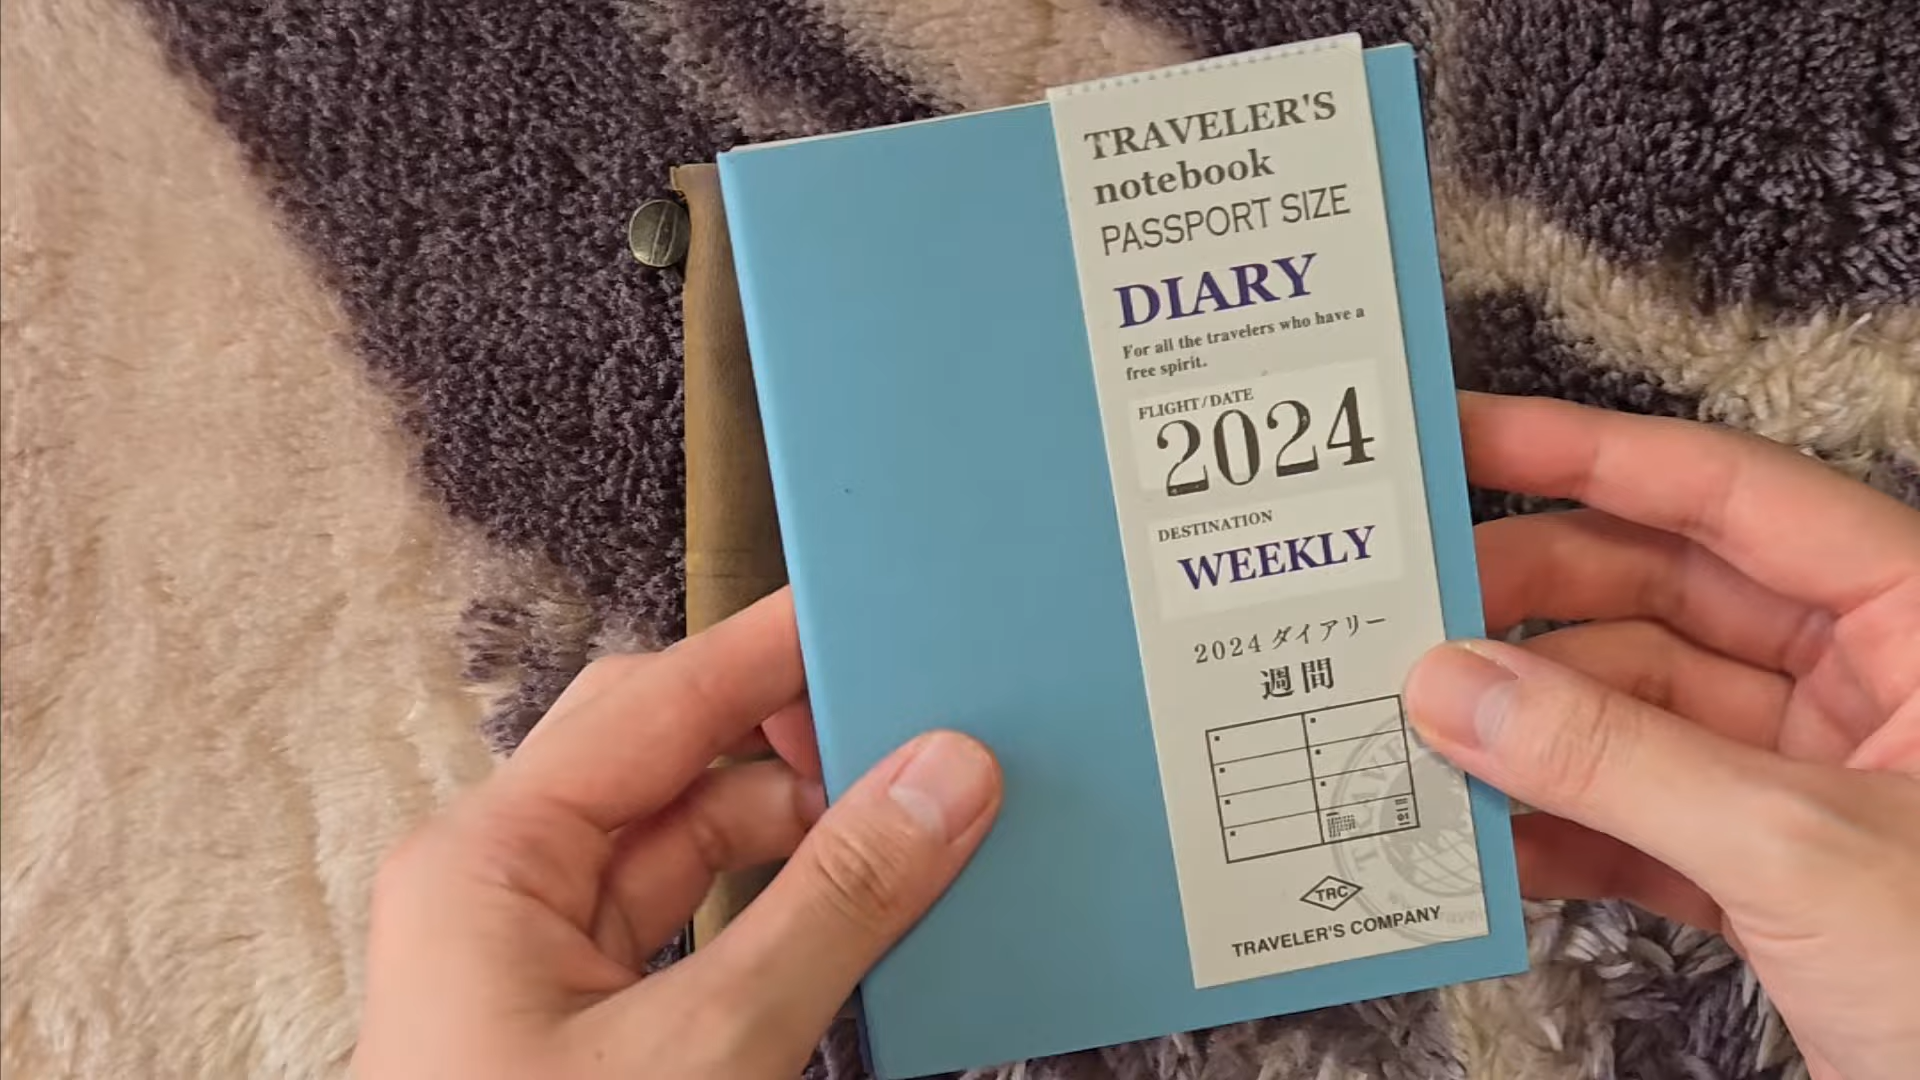 TRAVELER'S
notebook
PASSPORT SIZE
DIARY
For all the travelers who have a
free spirit.
FLIGHT/DATE
2024
DESTINATION
WEEKLY
2024 ダイアリー
週間
TRC
TRAVELER'S COMPANY